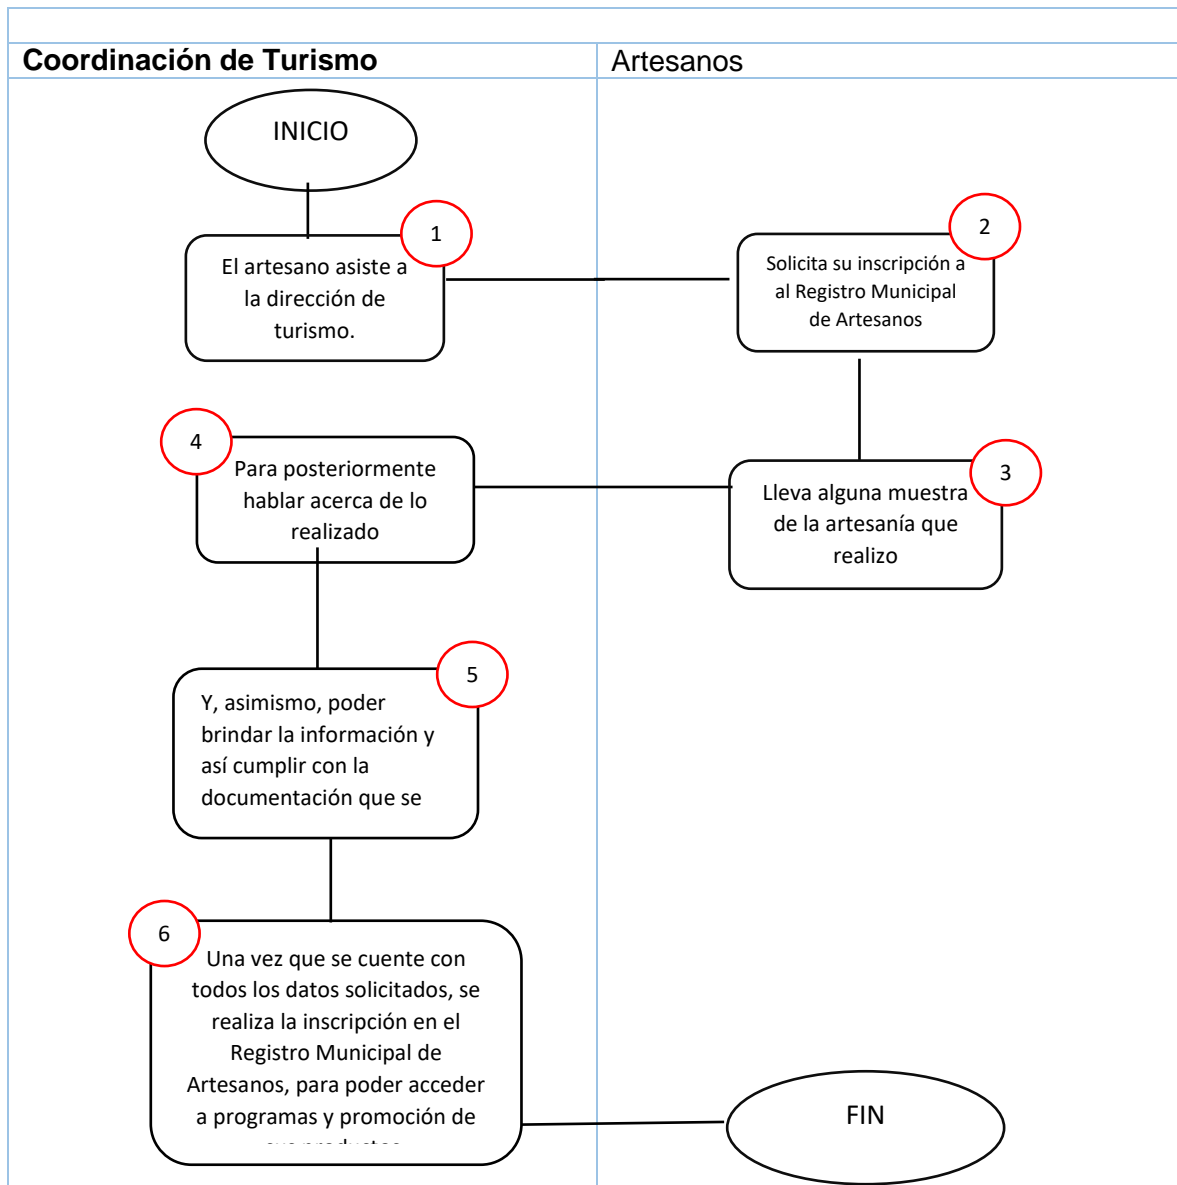 Coordinación de Turismo
Artesanos
INICIO
1
El artesano asiste a
la dirección de
turismo.
2
Solicita su inscripción a
al Registro Municipal
de Artesanos
3
Lleva alguna muestra
de la artesanía que
realizo
4
Para posteriormente
hablar acerca de lo
realizado
5
Y, asimismo, poder
brindar la información y
así cumplir con la
documentación que se
6
Una vez que se cuente con
todos los datos solicitados, se
realiza la inscripción en el
Registro Municipal de
Artesanos, para poder acceder
a programas y promoción de
FIN